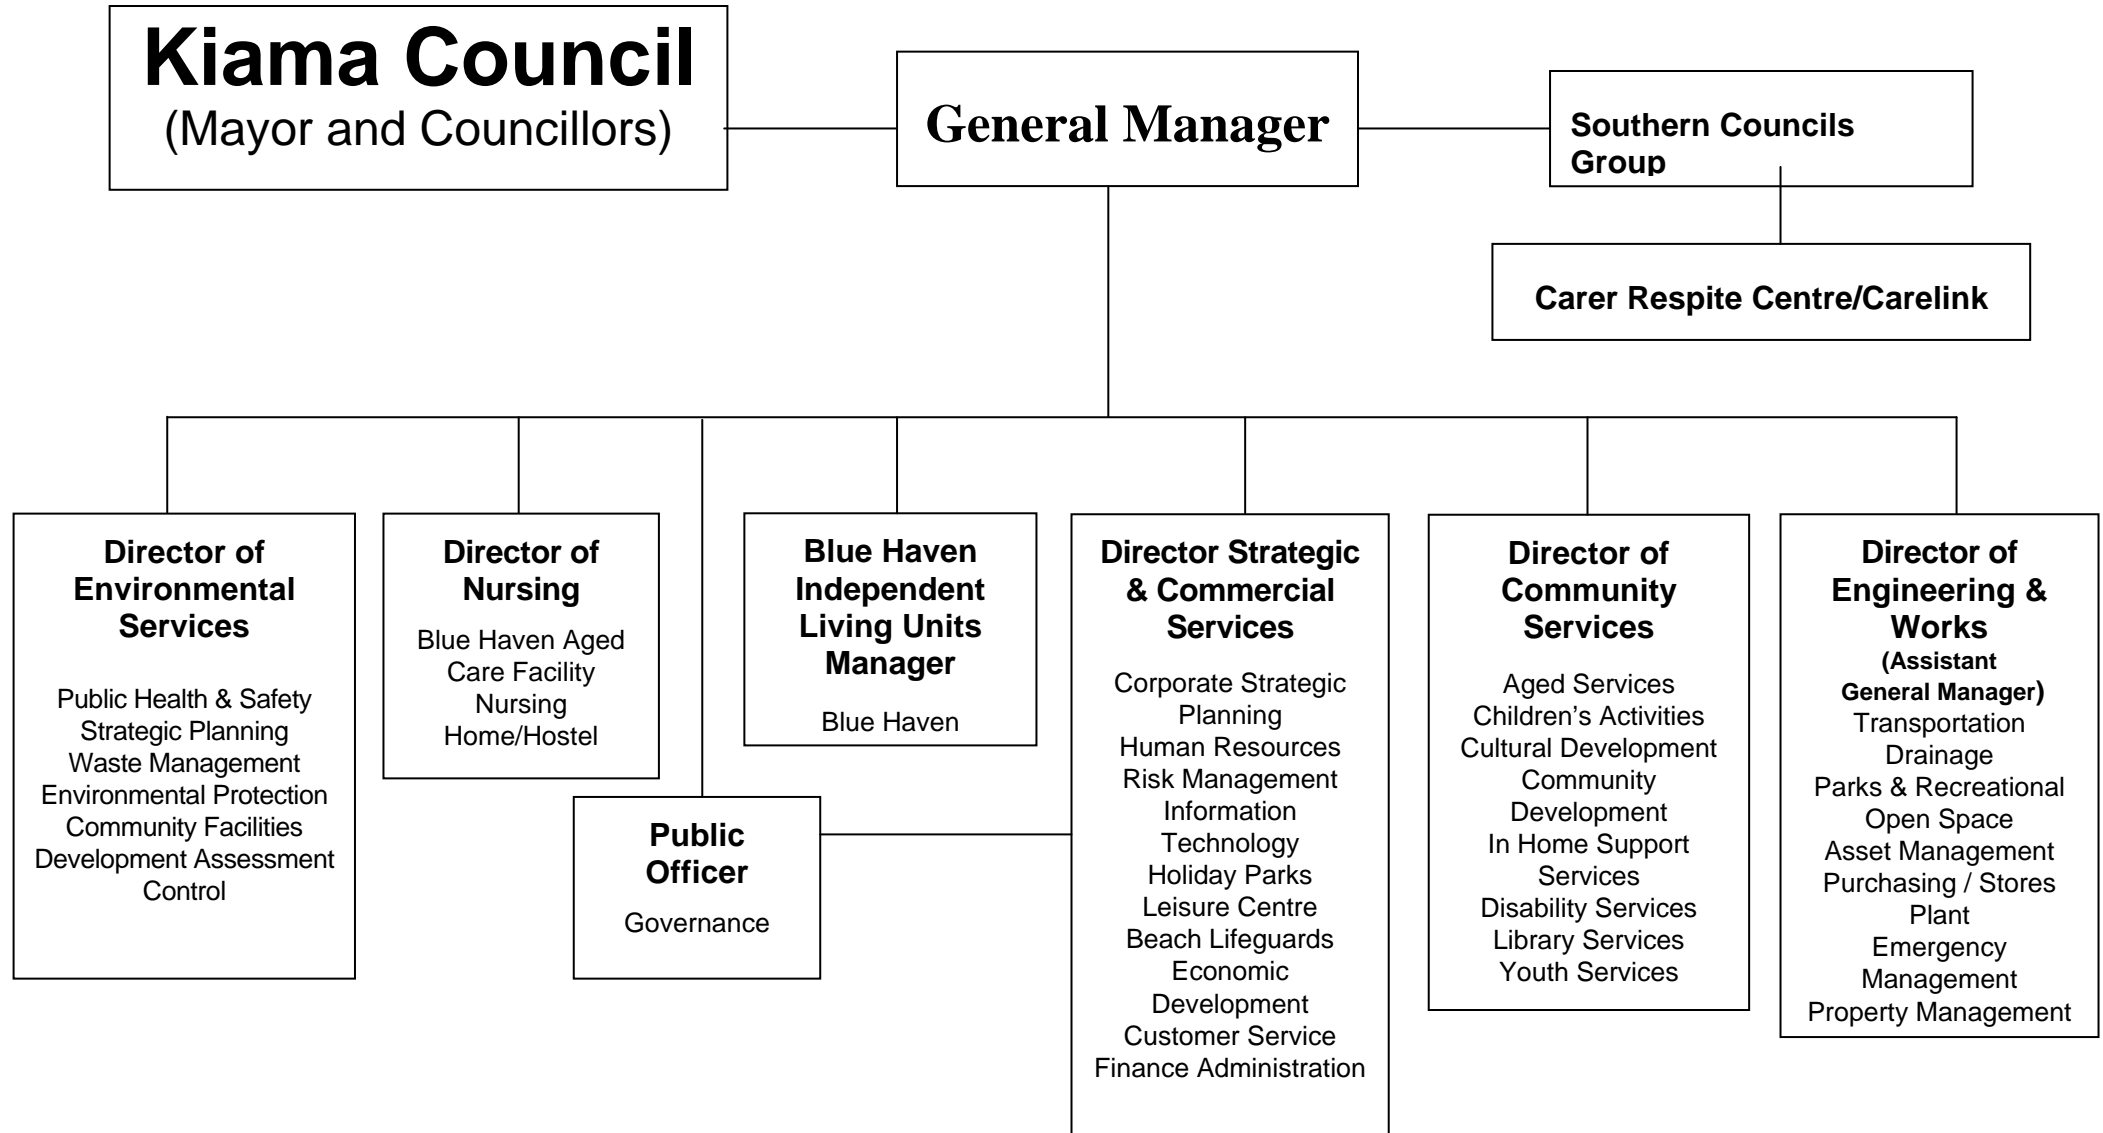 Kiama Council
(Mayor and Councillors)
General Manager
Southern Councils
Group
Carer Respite Centre/Carelink
Director of
Environmental
Services
Public Health & Safety
Strategic Planning
Waste Management
Environmental Protection
Community Facilities
Development Assessment
Control
Director of
Nursing
Blue Haven Aged
Care Facility
Nursing
Home/Hostel
Public
Officer
Governance
Blue Haven
Independent
Living Units
Manager
Blue Haven
Director Strategic
& Commercial
Services
Corporate Strategic
Planning
Human Resources
Risk Management
Information
Technology
Holiday Parks
Leisure Centre
Beach Lifeguards
Economic
Development
Customer Service
Finance Administration
Director of
Community
Services
Aged Services
Children’s Activities
Cultural Development
Community
Development
In Home Support
Services
Disability Services
Library Services
Youth Services
Director of
Engineering &
Works
(Assistant
General Manager)
Transportation
Drainage
Parks & Recreational
Open Space
Asset Management
Purchasing / Stores
Plant
Emergency
Management
Property Management